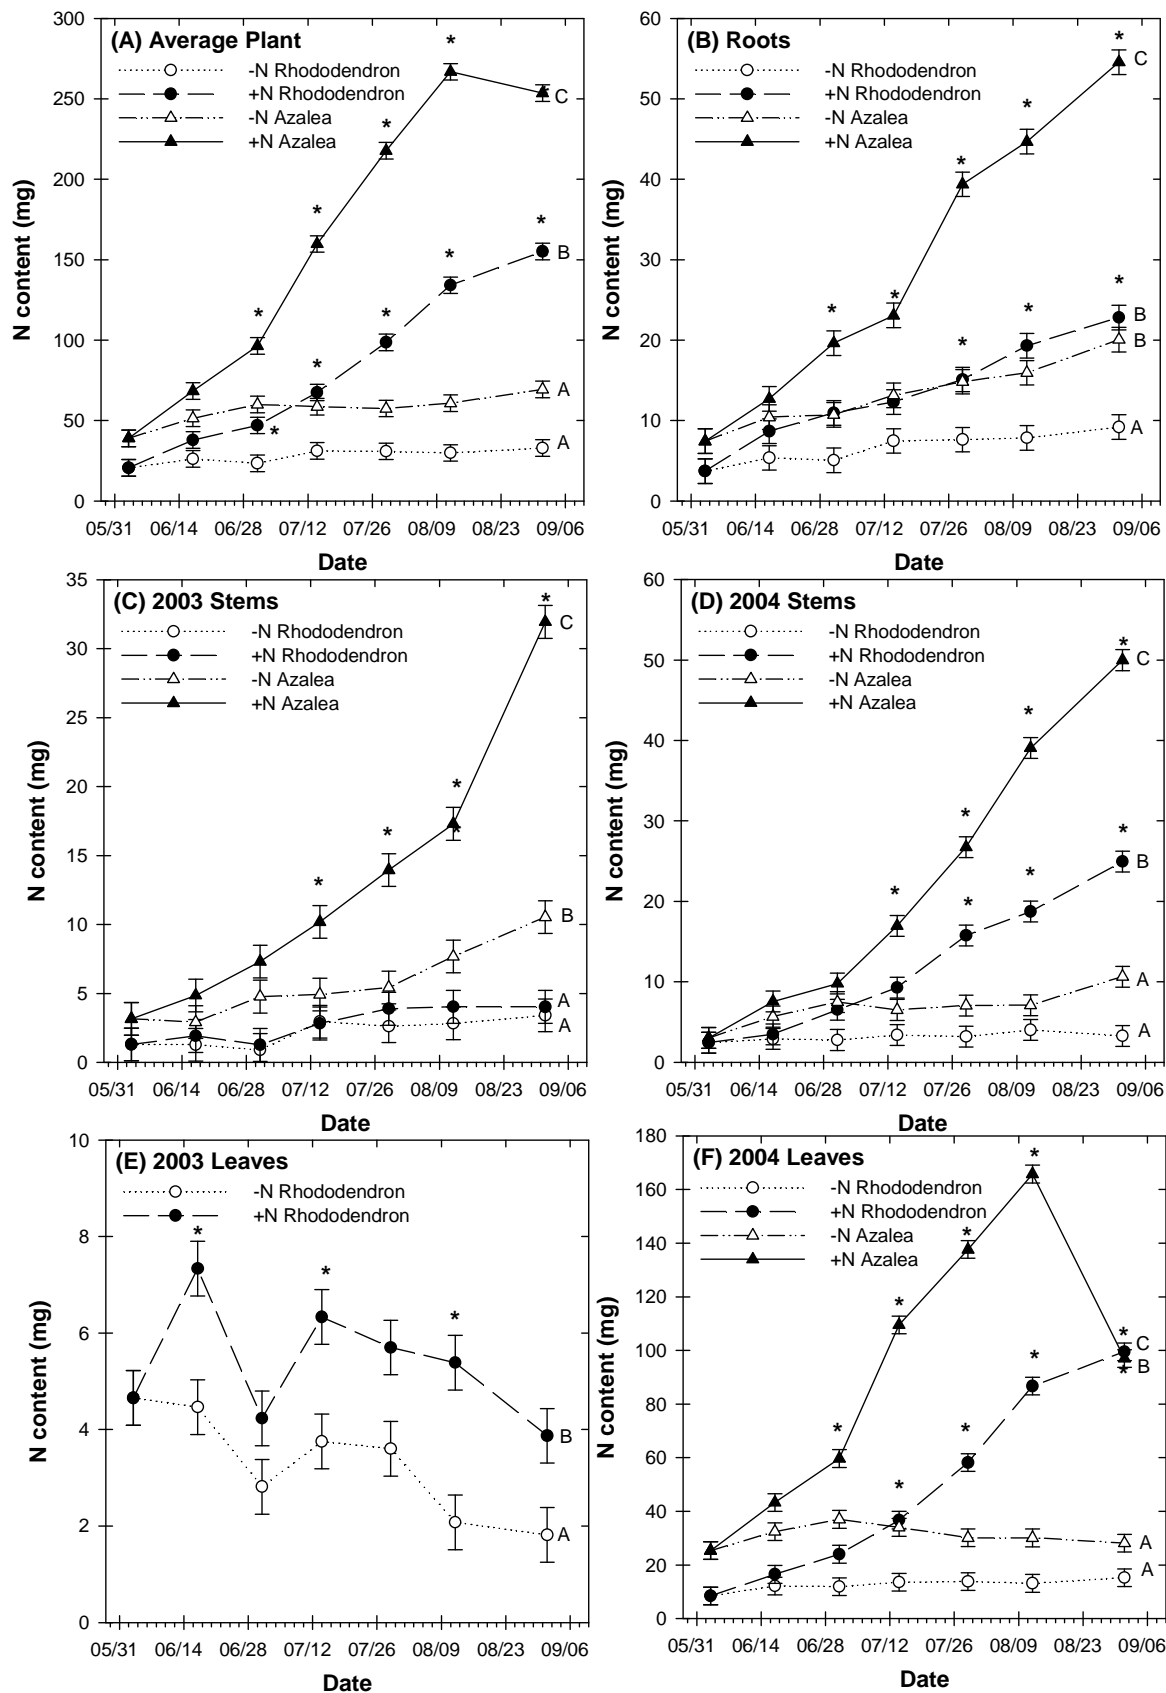 (A) Average Plant
-N Rhododendron
+N Rhododendron
-N Azalea
+N Azalea
N content (mg)
300
250
200
150
100
50
0
* * * * *
* * * * *
C
B
A
A
05/31 06/14 06/28 07/12 07/26 08/09 08/23 09/06
Date
(B) Roots
-N Rhododendron
+N Rhododendron
-N Azalea
+N Azalea
N content (mg)
60
50
40
30
20
10
0
* * * * *
* * *
C
B
B
A
05/31 06/14 06/28 07/12 07/26 08/09 08/23 09/06
Date
(C) 2003 Stems
-N Rhododendron
+N Rhododendron
-N Azalea
+N Azalea
N content (mg)
35
30
25
20
15
10
5
0
* * * * *
C
B
A
A
05/31 06/14 06/28 07/12 07/26 08/09 08/23 09/06
Date
(D) 2004 Stems
-N Rhododendron
+N Rhododendron
-N Azalea
+N Azalea
N content (mg)
60
50
40
30
20
10
0
* * * *
* * *
C
B
A
A
05/31 06/14 06/28 07/12 07/26 08/09 08/23 09/06
Date
(E) 2003 Leaves
-N Rhododendron
+N Rhododendron
N content (mg)
10
8
6
4
2
0
* * *
B
A
05/31 06/14 06/28 07/12 07/26 08/09 08/23 09/06
Date
(F) 2004 Leaves
-N Rhododendron
+N Rhododendron
-N Azalea
+N Azalea
N content (mg)
180
160
140
120
100
80
60
40
20
0
* * * * *
* * * *
C
B
A
A
05/31 06/14 06/28 07/12 07/26 08/09 08/23 09/06
Date